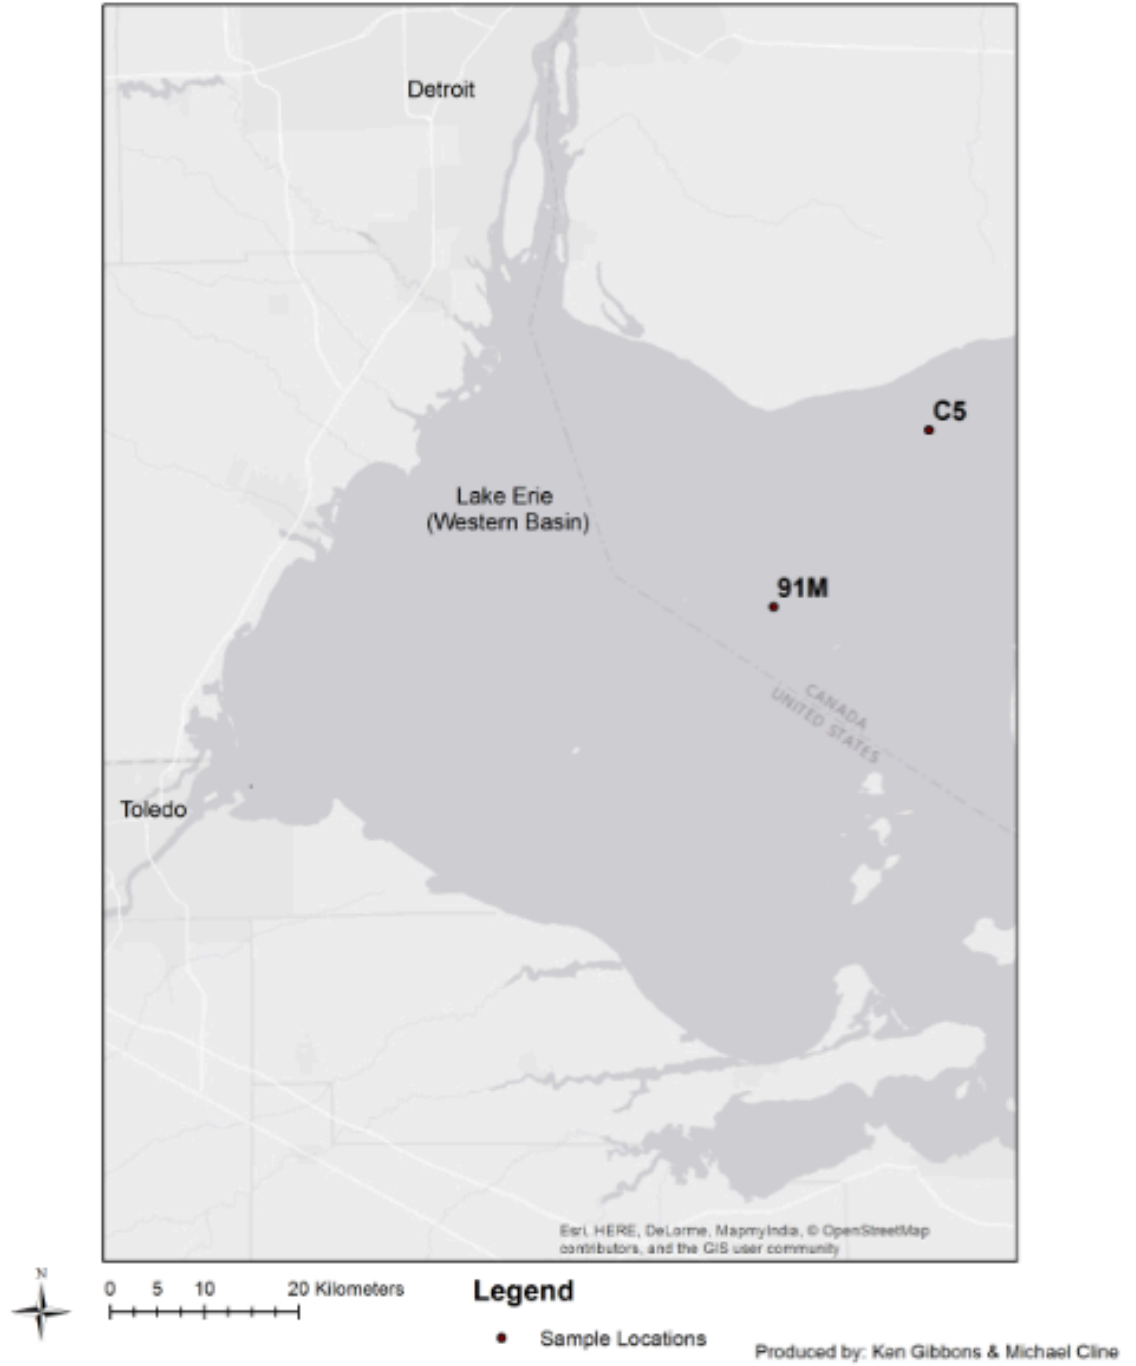 Detroit
C5
Lake Erie
(Western Basin)
91M
CANADA
UNITED STATES
Toledo
Esri, HERE, DeLorme, MapmyIndia, © OpenStreetMap
contributors, and the GIS user community
N
0 5 10 20 Kilometers
Legend
Sample Locations
Produced by: Ken Gibbons & Michael Cline